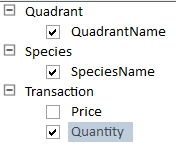 Quadrant
QuadrantName
Species
SpeciesName
Transaction
Price
Quantity